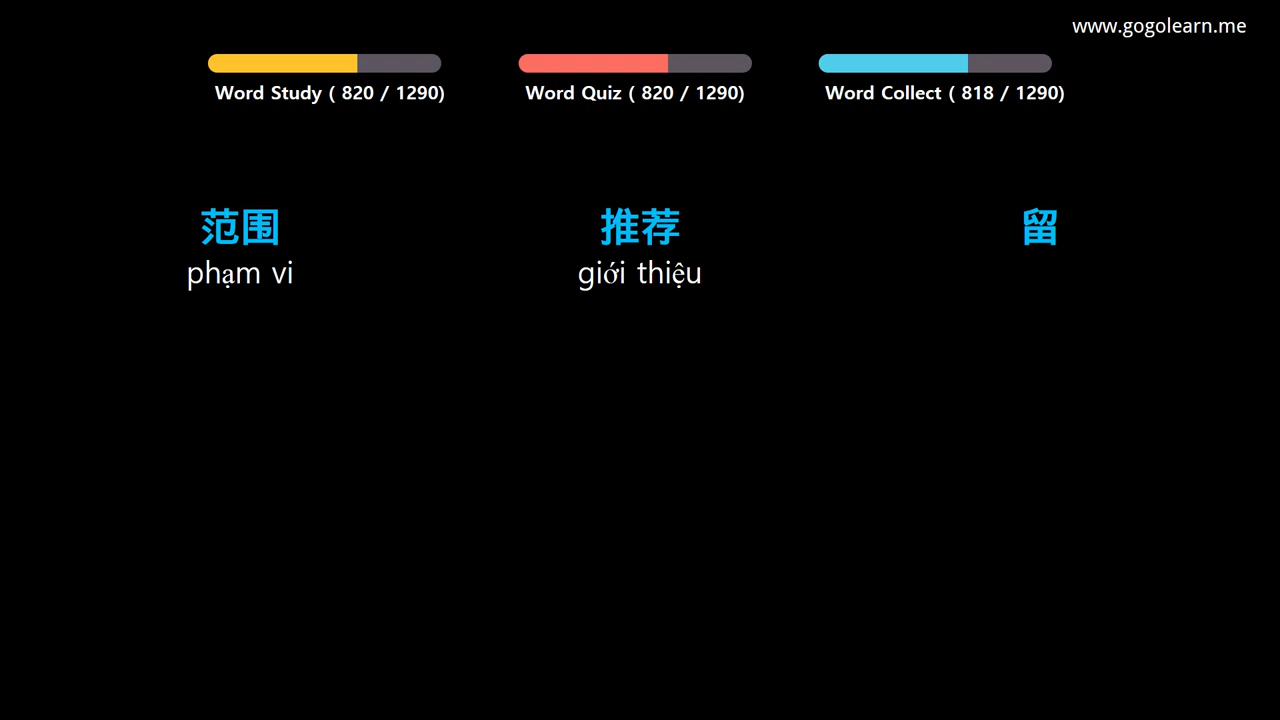 www.gogolearn.me
Word Study ( 820 / 1290)
Word Quiz ( 820 / 1290)
Word Collect ( 818 / 1290)
范围
phạm vi
推荐
giới thiệu
留